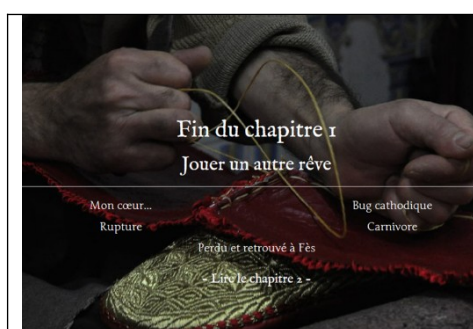 Fin du chapitre 1
Jouer un autre rêve
Mon cœur...
Bug cathodique
Rupture
Carnivore
Perdu et retrouvé à Fès
- Lire le chapitre 2 -